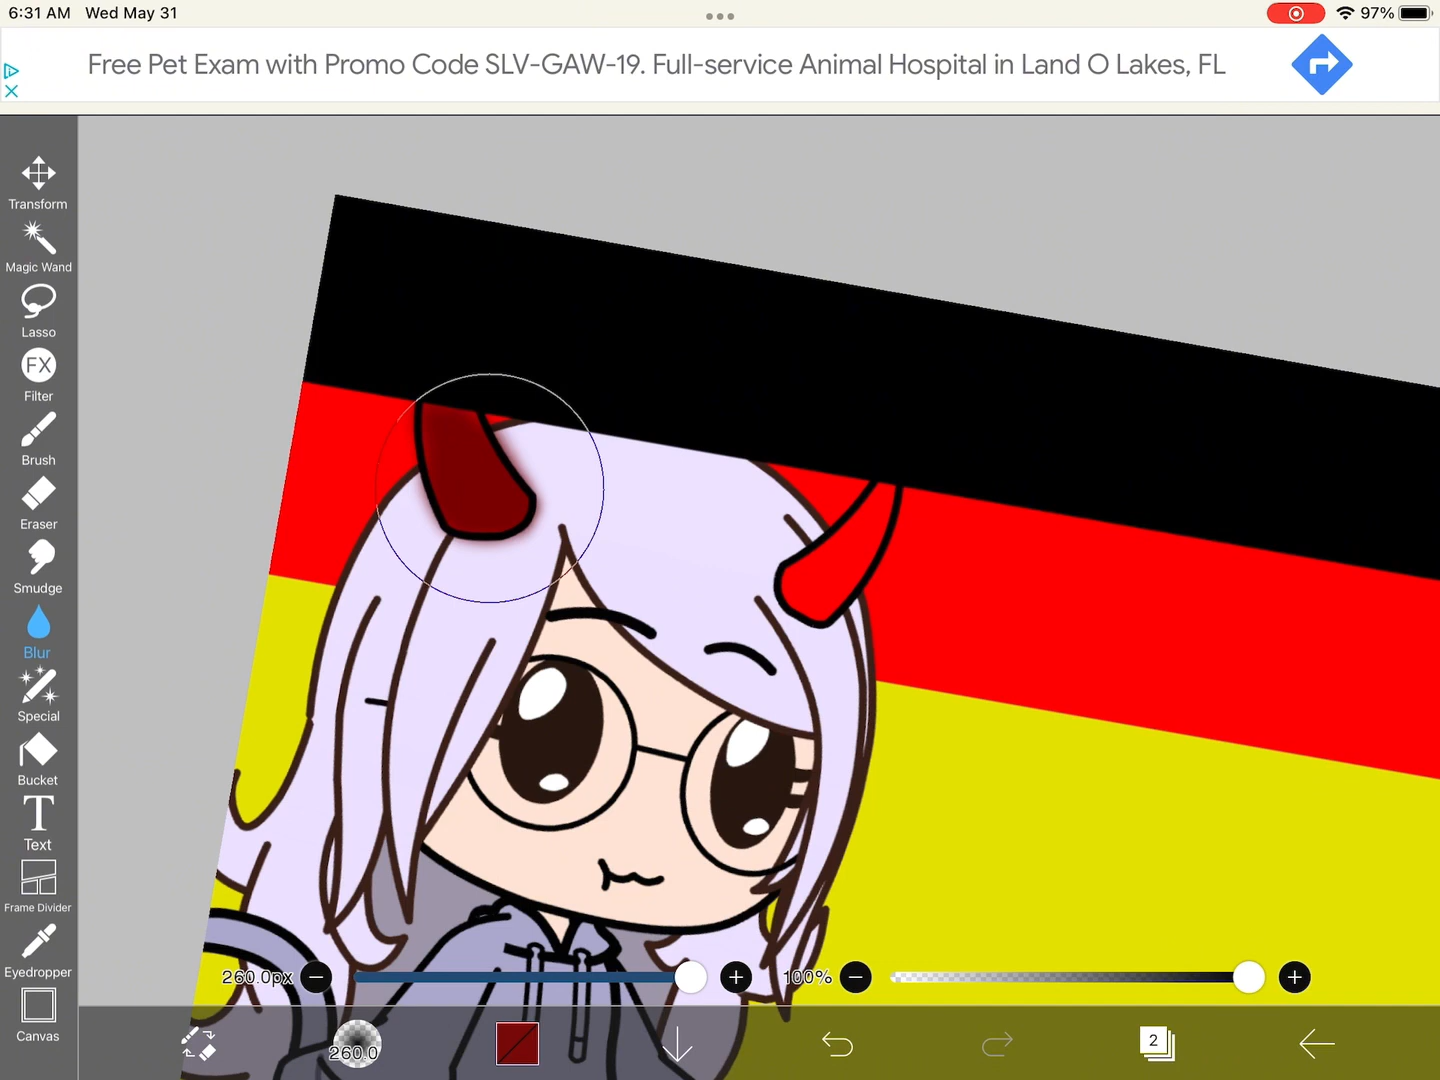 6:31 AM Wed May 31
97%
Free Pet Exam with Promo Code SLV-GAW-19. Full-service Animal Hospital in Land O Lakes, FL
Transform
Magic Wand
Lasso
FX
Filter
Brush
Eraser
Smudge
Blur
Special
Bucket
T
Text
Frame Divider
Eyedropper
Canvas
260.0px
100%
260.0
2